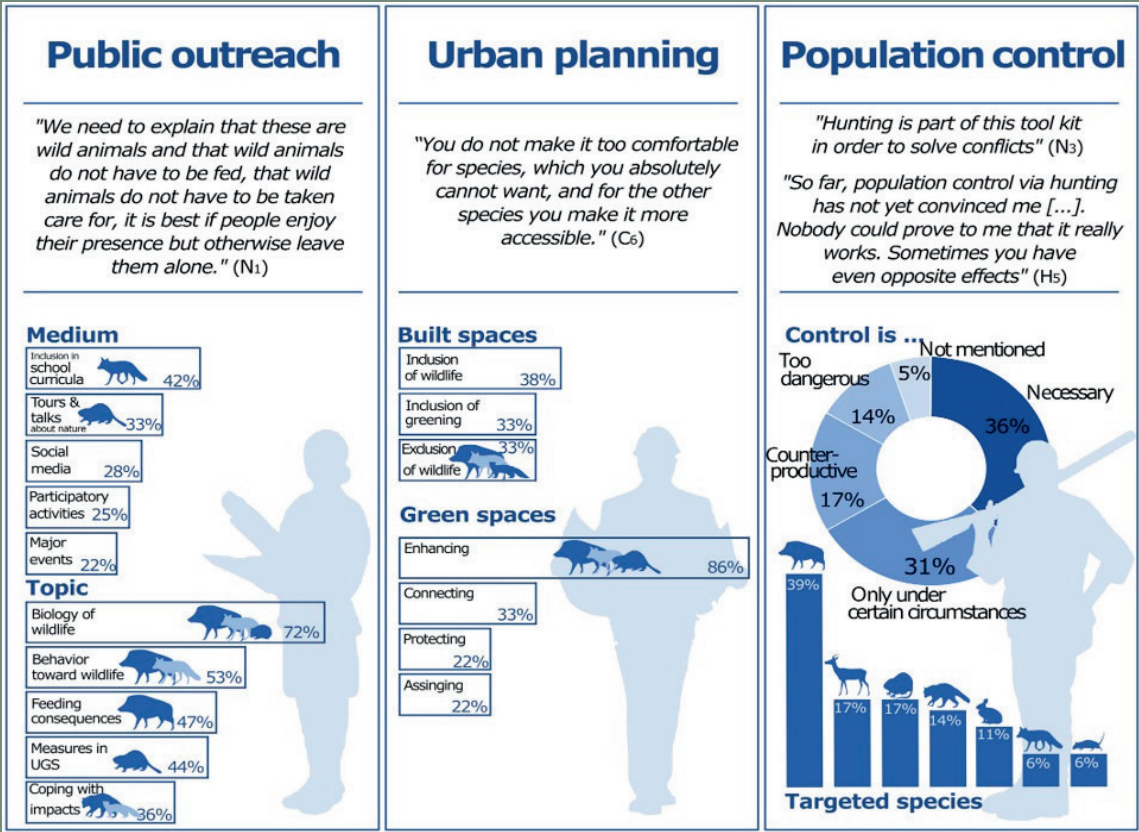 Public outreach
"We need to explain that these are
wild animals and that wild animals
do not have to be fed, that wild
animals do not have to be taken
care for, it is best if people enjoy
their presence but otherwise leave
them alone." (N1)
Medium
Inclusion in
school
curricula
42%
Tours &
talks
about nature
33%
Social
media
28%
Participatory
activities
25%
Major
events
22%
Topic
Biology of
wildlife
72%
Behavior
toward wildlife
53%
Feeding
consequences
47%
Measures in
UGS
44%
Coping with
impacts
36%
Urban planning
"You do not make it too comfortable
for species, which you absolutely
cannot want, and for the other
species you make it more
accessible." (C6)
Built spaces
Inclusion
of wildlife
38%
Inclusion of
greening
33%
Exclusion
of wildlife
33%
Green spaces
Enhancing
86%
Connecting
33%
Protecting
22%
Assinging
22%
Population control
"Hunting is part of this tool kit
in order to solve conflicts" (N3)
"So far, population control via hunting
has not yet convinced me [...].
Nobody could prove to me that it really
works. Sometimes you have
even opposite effects" (H5)
Control is ...
Not mentioned
5%
Too
dangerous
14%
Necessary
36%
Counter-
productive
17%
31%
Only under
certain circumstances
39%
17%
17%
14%
11%
6%
6%
Targeted species